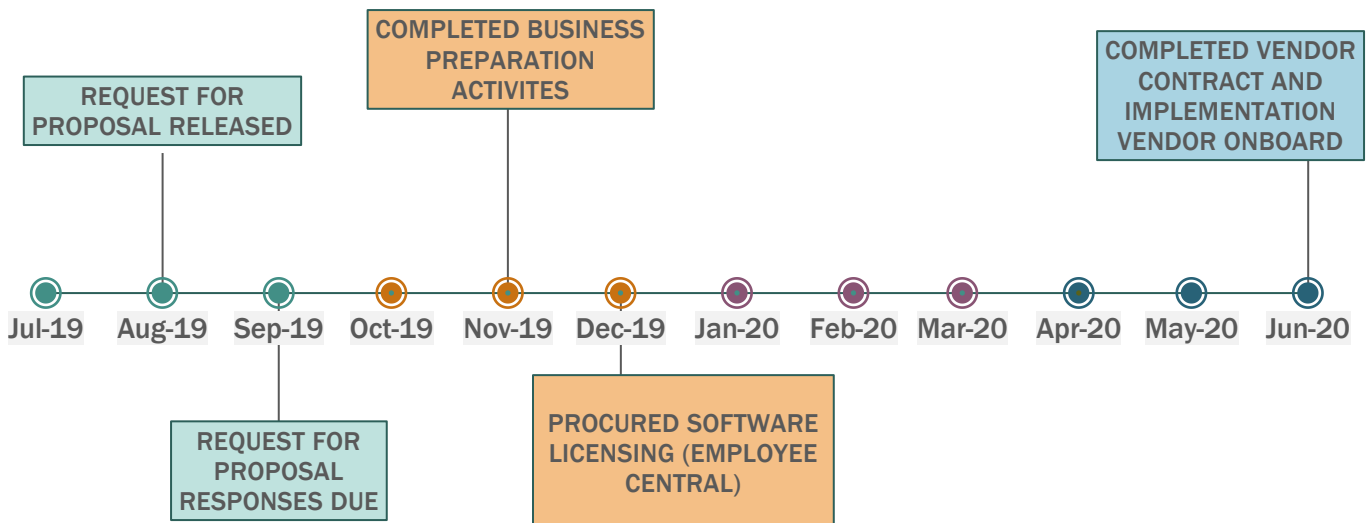 COMPLETED BUSINESS
PREPARATION
ACTIVITES
COMPLETED VENDOR
CONTRACT AND
IMPLEMENTATION
VENDOR ONBOARD
REQUEST FOR
PROPOSAL RELEASED
Jul-19 Aug-19 Sep-19 Oct-19 Nov-19 Dec-19 Jan-20 Feb-20 Mar-20 Apr-20 May-20 Jun-20
REQUEST FOR
PROPOSAL
RESPONSES DUE
PROCURED SOFTWARE
LICENSING (EMPLOYEE
CENTRAL)